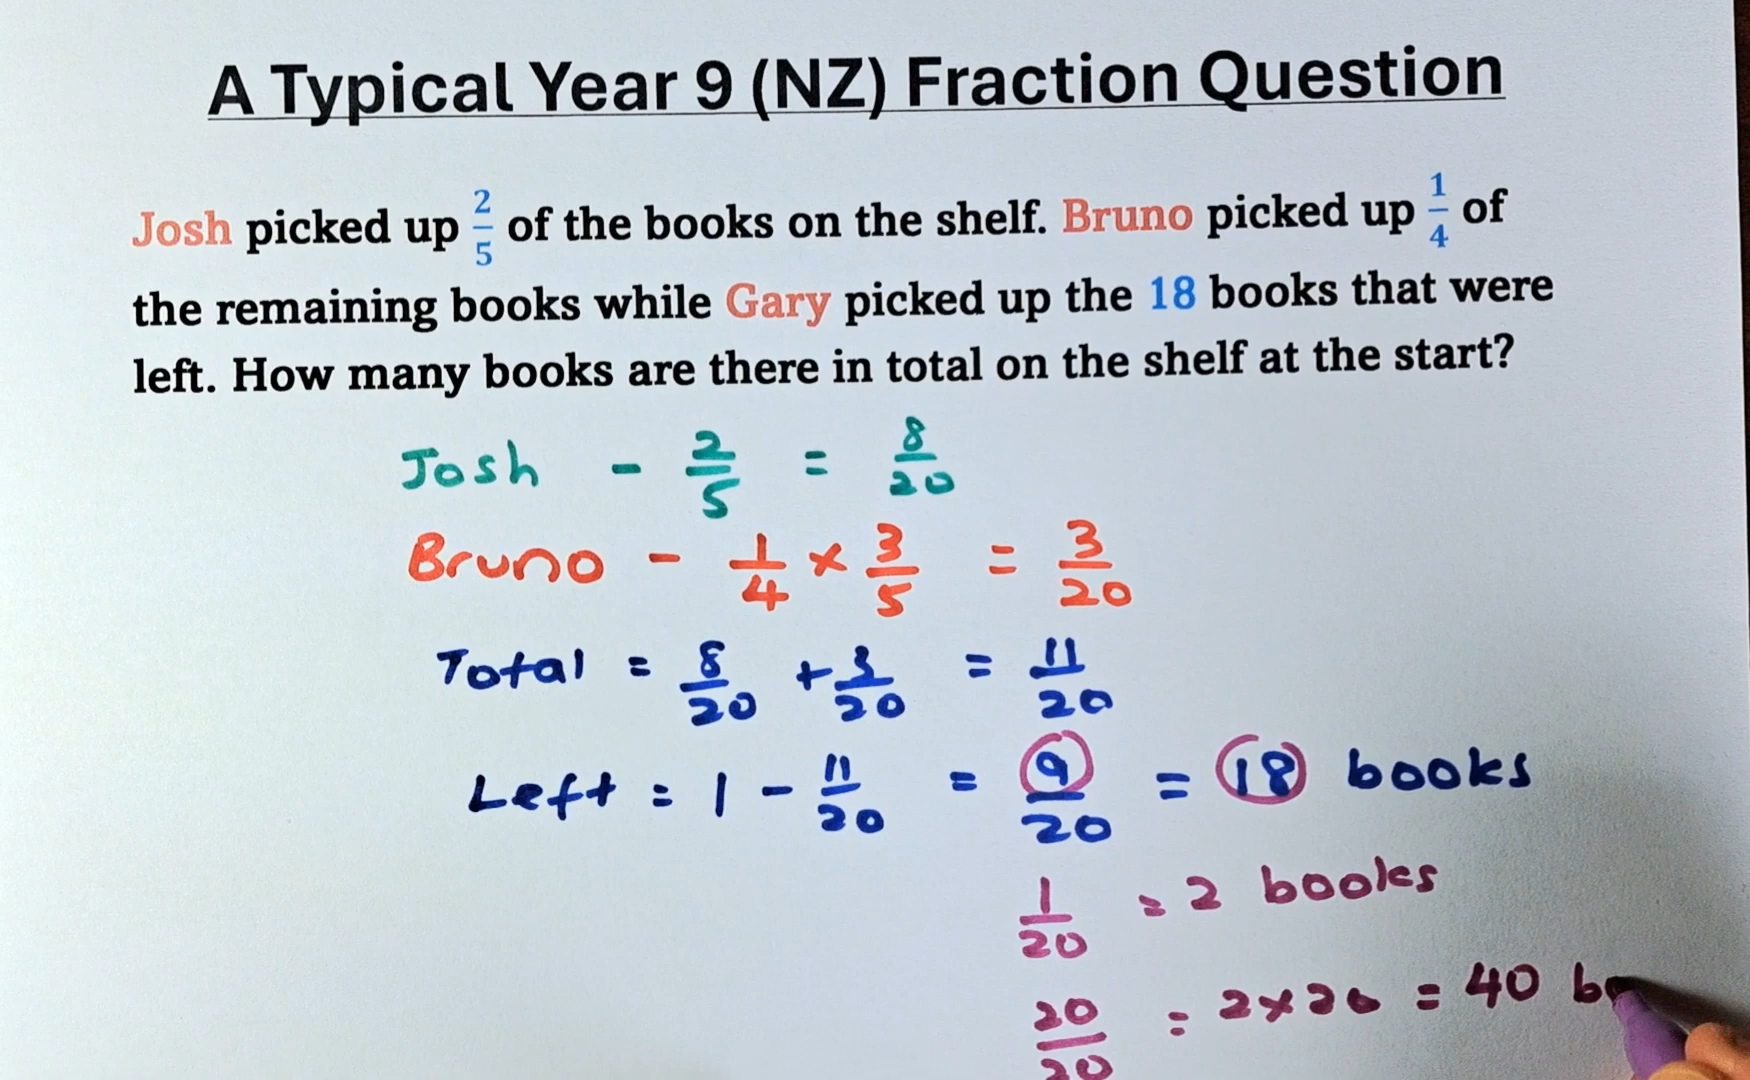 A Typical Year 9 (NZ) Fraction Question
Josh picked up 2/5 of the books on the shelf. Bruno picked up 1/4 of
the remaining books while Gary picked up the 18 books that were
left. How many books are there in total on the shelf at the start?
Josh - 2/5 = 8/20
Bruno - 1/4 × 3/5 = 3/20
Total = 8/20 + 3/20 = 11/20
Left = 1 - 11/20 = 9/20 = 18 books
1/20 = 2 books
20/20 = 2×20 = 40